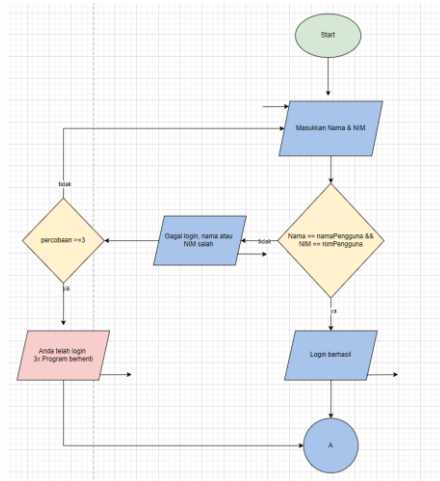 Start
Masukkan Nama & NIM
Nama == namaPengguna &&
NIM == nimPengguna
tidak
Gagal login, nama atau
NIM salah
percobaan >=3
tidak
ya
Anda telah login
3x Program berhenti
ya
Login berhasil
A